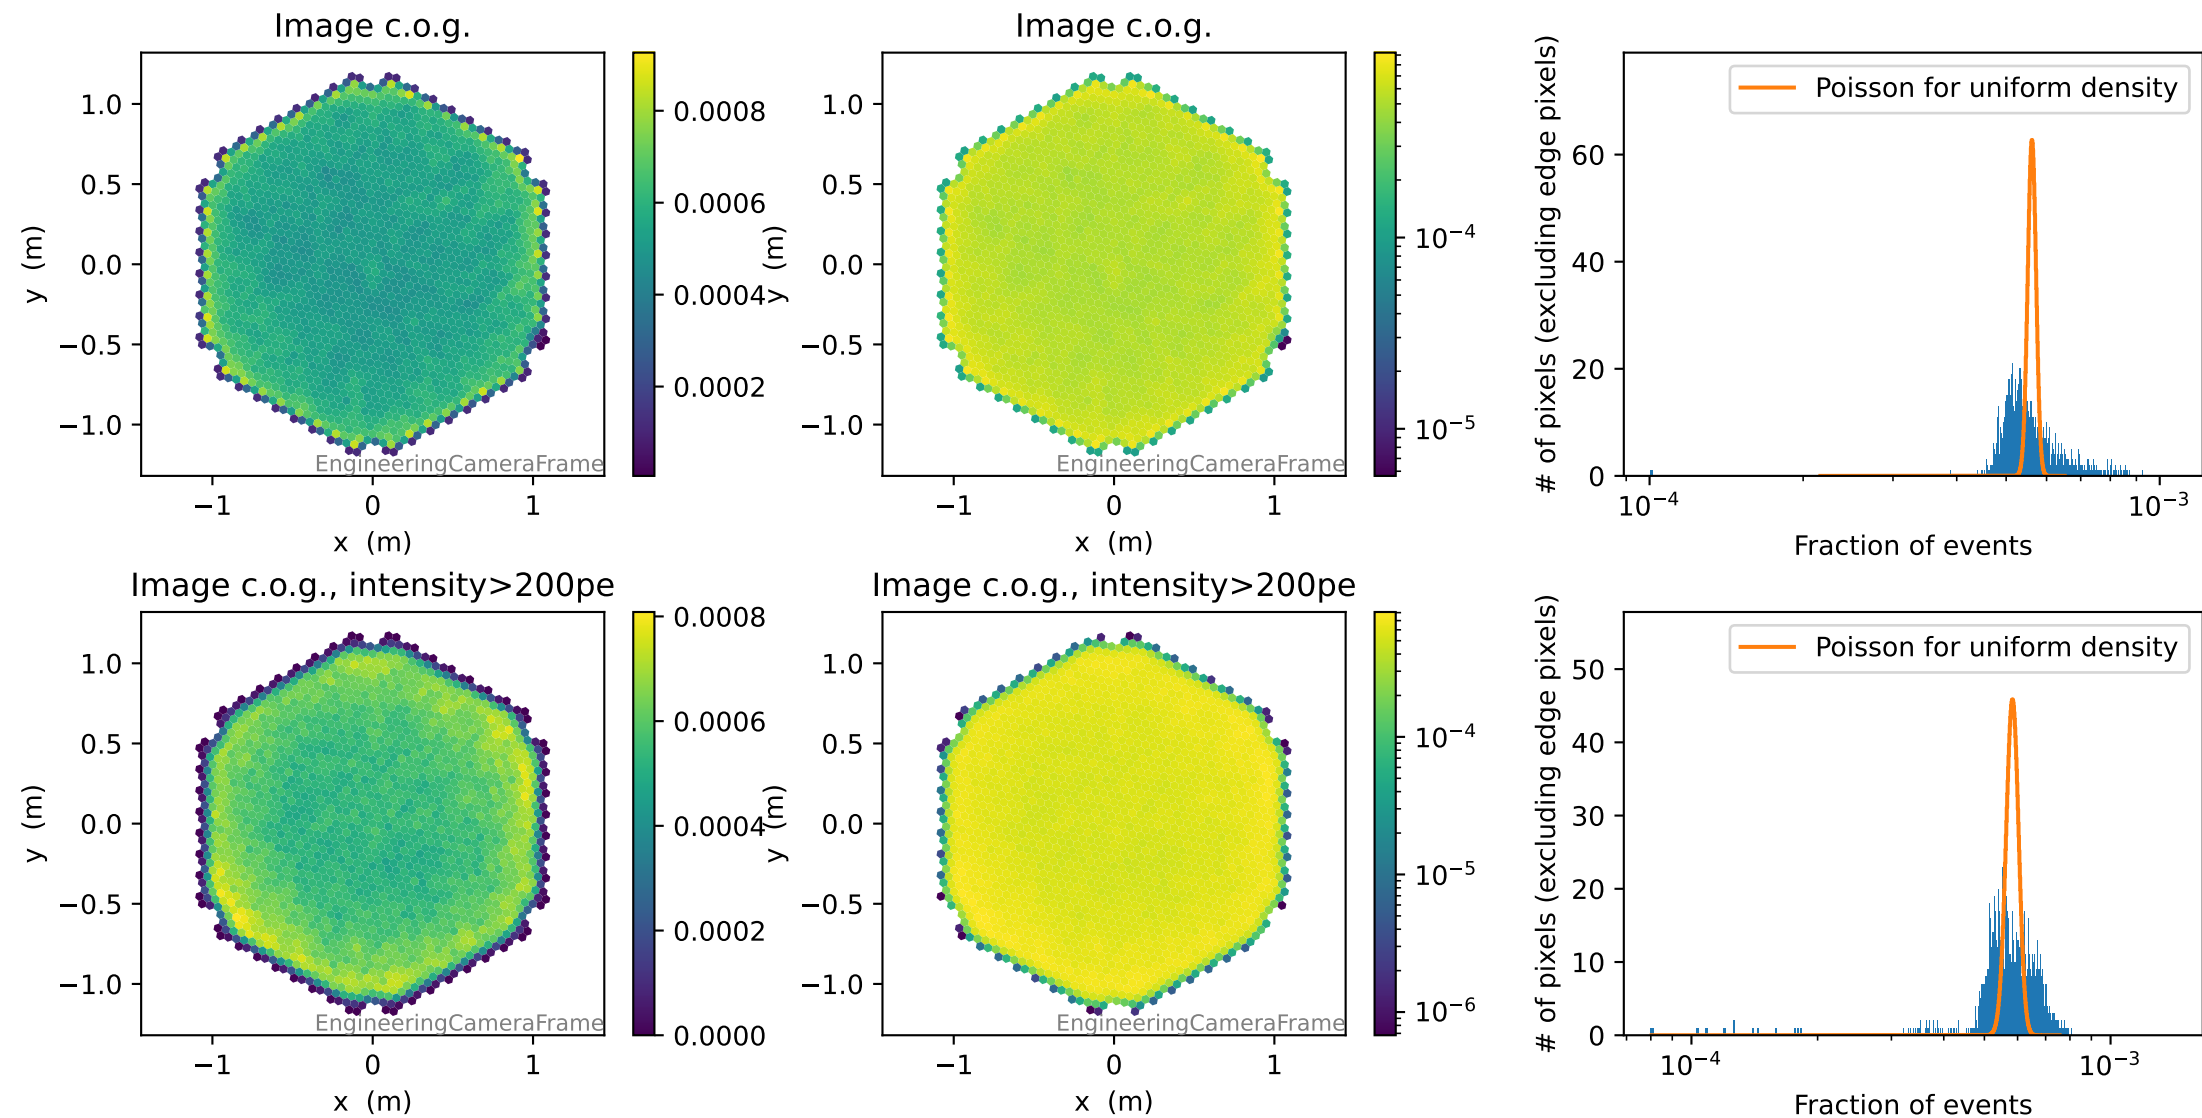 Image c.o.g.
1.0
0.5
0.0
−0.5
−1.0
y (m)
−1
0
1
x (m)
EngineeringCameraFrame
0.0008
0.0006
0.0004
0.0002
Image c.o.g.
1.0
0.5
0.0
−0.5
−1.0
y (m)
−1
0
1
x (m)
EngineeringCameraFrame
10⁻⁴
10⁻⁵
Poisson for uniform density
# of pixels (excluding edge pixels)
60
40
20
0
10⁻⁴
10⁻³
Fraction of events
Image c.o.g., intensity>200pe
1.0
0.5
0.0
−0.5
−1.0
y (m)
−1
0
1
x (m)
EngineeringCameraFrame
0.0008
0.0006
0.0004
0.0002
0.0000
Image c.o.g., intensity>200pe
1.0
0.5
0.0
−0.5
−1.0
y (m)
−1
0
1
x (m)
EngineeringCameraFrame
10⁻⁴
10⁻⁵
10⁻⁶
Poisson for uniform density
# of pixels (excluding edge pixels)
50
40
30
20
10
0
10⁻⁴
10⁻³
Fraction of events